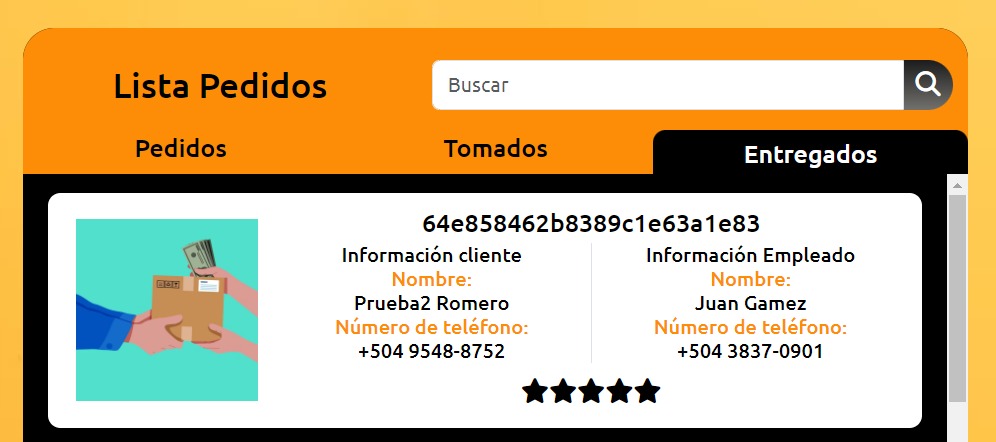 Lista Pedidos
Buscar
Pedidos
Tomados
Entregados
64e858462b8389c1e63a1e83
Información cliente
Nombre:
Prueba2 Romero
Número de teléfono:
+504 9548-8752
Información Empleado
Nombre:
Juan Gamez
Número de teléfono:
+504 3837-0901